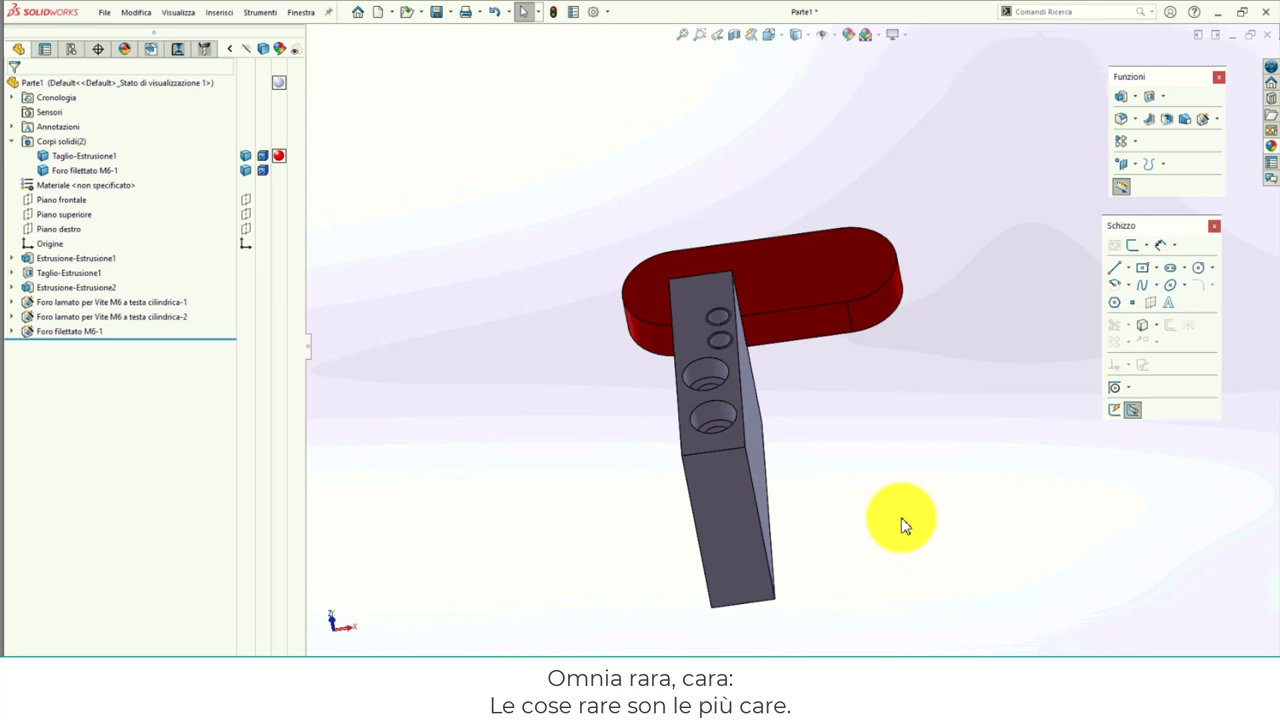 SOLIDWORKS File Modifica Visualizza Inserisci Strumenti Finestra Parte1 * Comandi Ricerca
Parte1 (Default<<Default>_Stato di visualizzazione 1>)
Cronologia
Sensori
Annotazioni
Corpi solidi(2)
Taglio-Estrusione1
Foro filettato M6-1
Materiale <non specificato>
Piano frontale
Piano superiore
Piano destro
Origine
Estrusione-Estrusione1
Taglio-Estrusione1
Estrusione-Estrusione2
Foro lamato per Vite M6 a testa cilindrica-1
Foro lamato per Vite M6 a testa cilindrica-2
Foro filettato M6-1
Funzioni
Schizzo
Z
X
Omnia rara, cara:
Le cose rare son le più care.